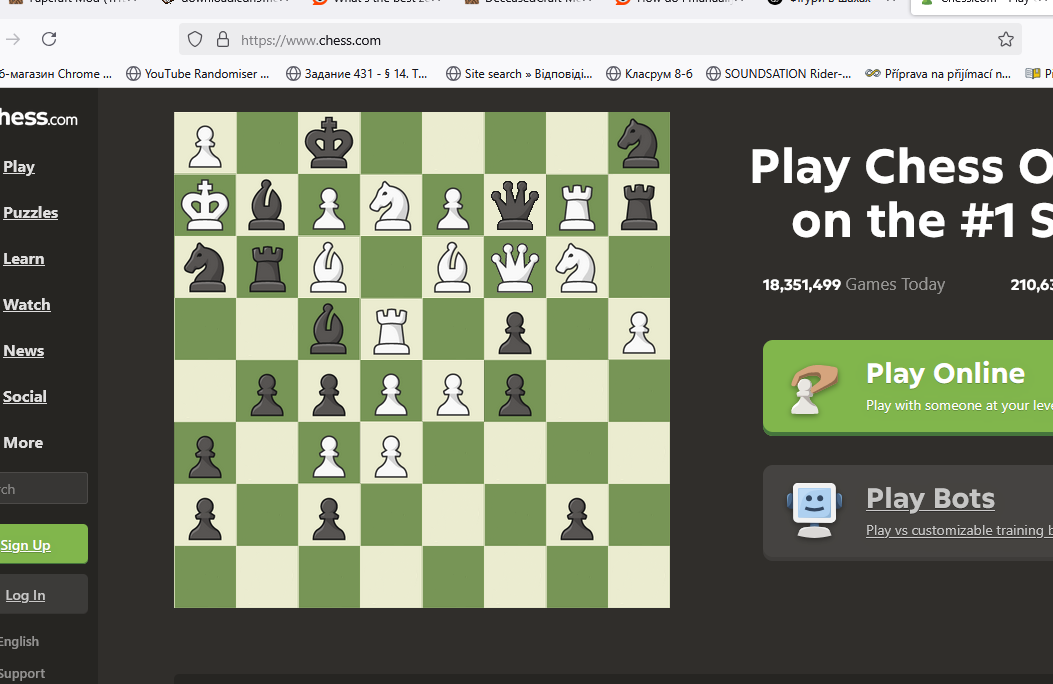 https://www.chess.com
б-магазин Chrome ...
YouTube Randomiser ...
Задание 431 - § 14. Т...
Site search » Відповіді...
Класрум 8-б
SOUNDSATION Rider-...
Příprava na přijímací n...
hess.com
Play
Puzzles
Learn
Watch
News
Social
More
rch
Sign Up
Log In
English
Support
Play Chess O
on the #1 S
18,351,499 Games Today
210,63
Play Online
Play with someone at your leve
Play Bots
Play vs customizable training b